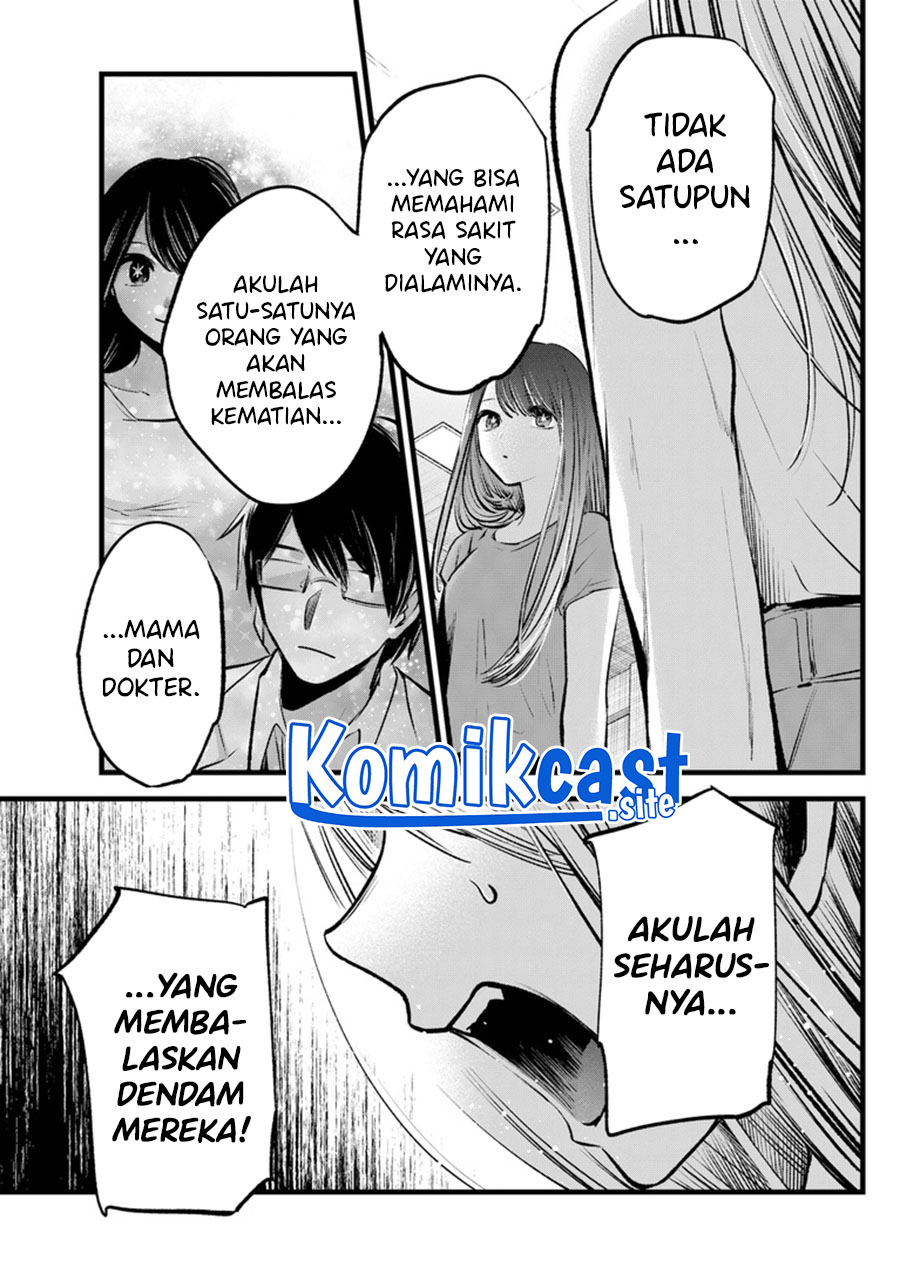 TIDAK
ADA
SATUPUN
...
...YANG BISA
MEMAHAMI
RASA SAKIT
YANG
DIALAMINYA.
AKULAH
SATU-SATUNYA
ORANG YANG
AKAN
MEMBALAS
KEMATIAN...
...MAMA
DAN
DOKTER.
Komikcast
.site
AKULAH
SEHARUS-
NYA...
...YANG
MEMBA-
LASKAN
DENDAM
MEREKA!